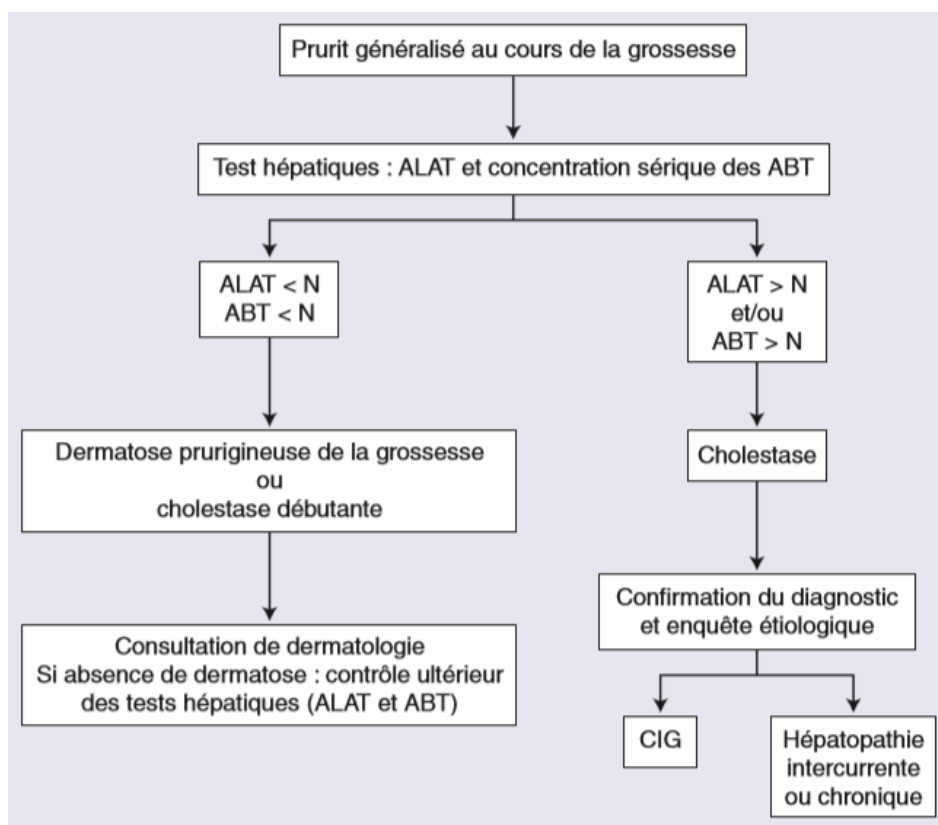 Prurit généralisé au cours de la grossesse
Test hépatiques : ALAT et concentration sérique des ABT
ALAT < N
ABT < N
ALAT > N
et/ou
ABT > N
Dermatose prurigineuse de la grossesse
ou
cholestase débutante
Cholestase
Consultation de dermatologie
Si absence de dermatose : contrôle ultérieur
des tests hépatiques (ALAT et ABT)
Confirmation du diagnostic
et enquête étiologique
CIG
Hépatopathie
intercurrente
ou chronique